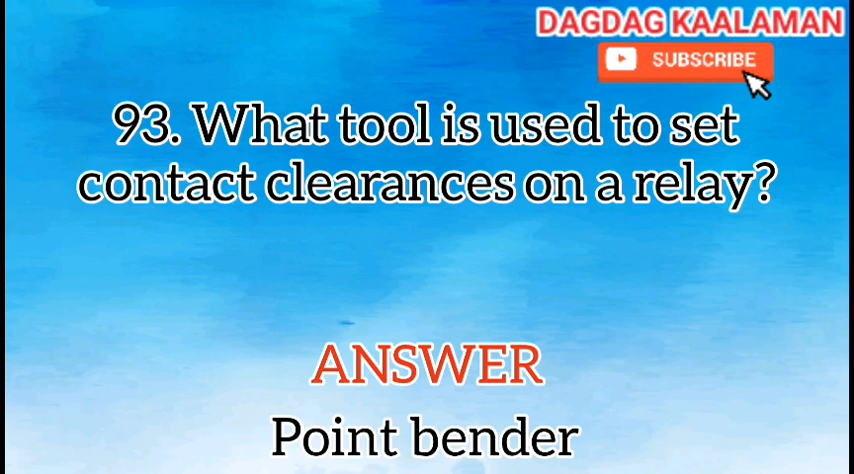 DAGDAG KAALAMAN
SUBSCRIBE
93. What tool is used to set
contact clearances on a relay?
ANSWER
Point bender